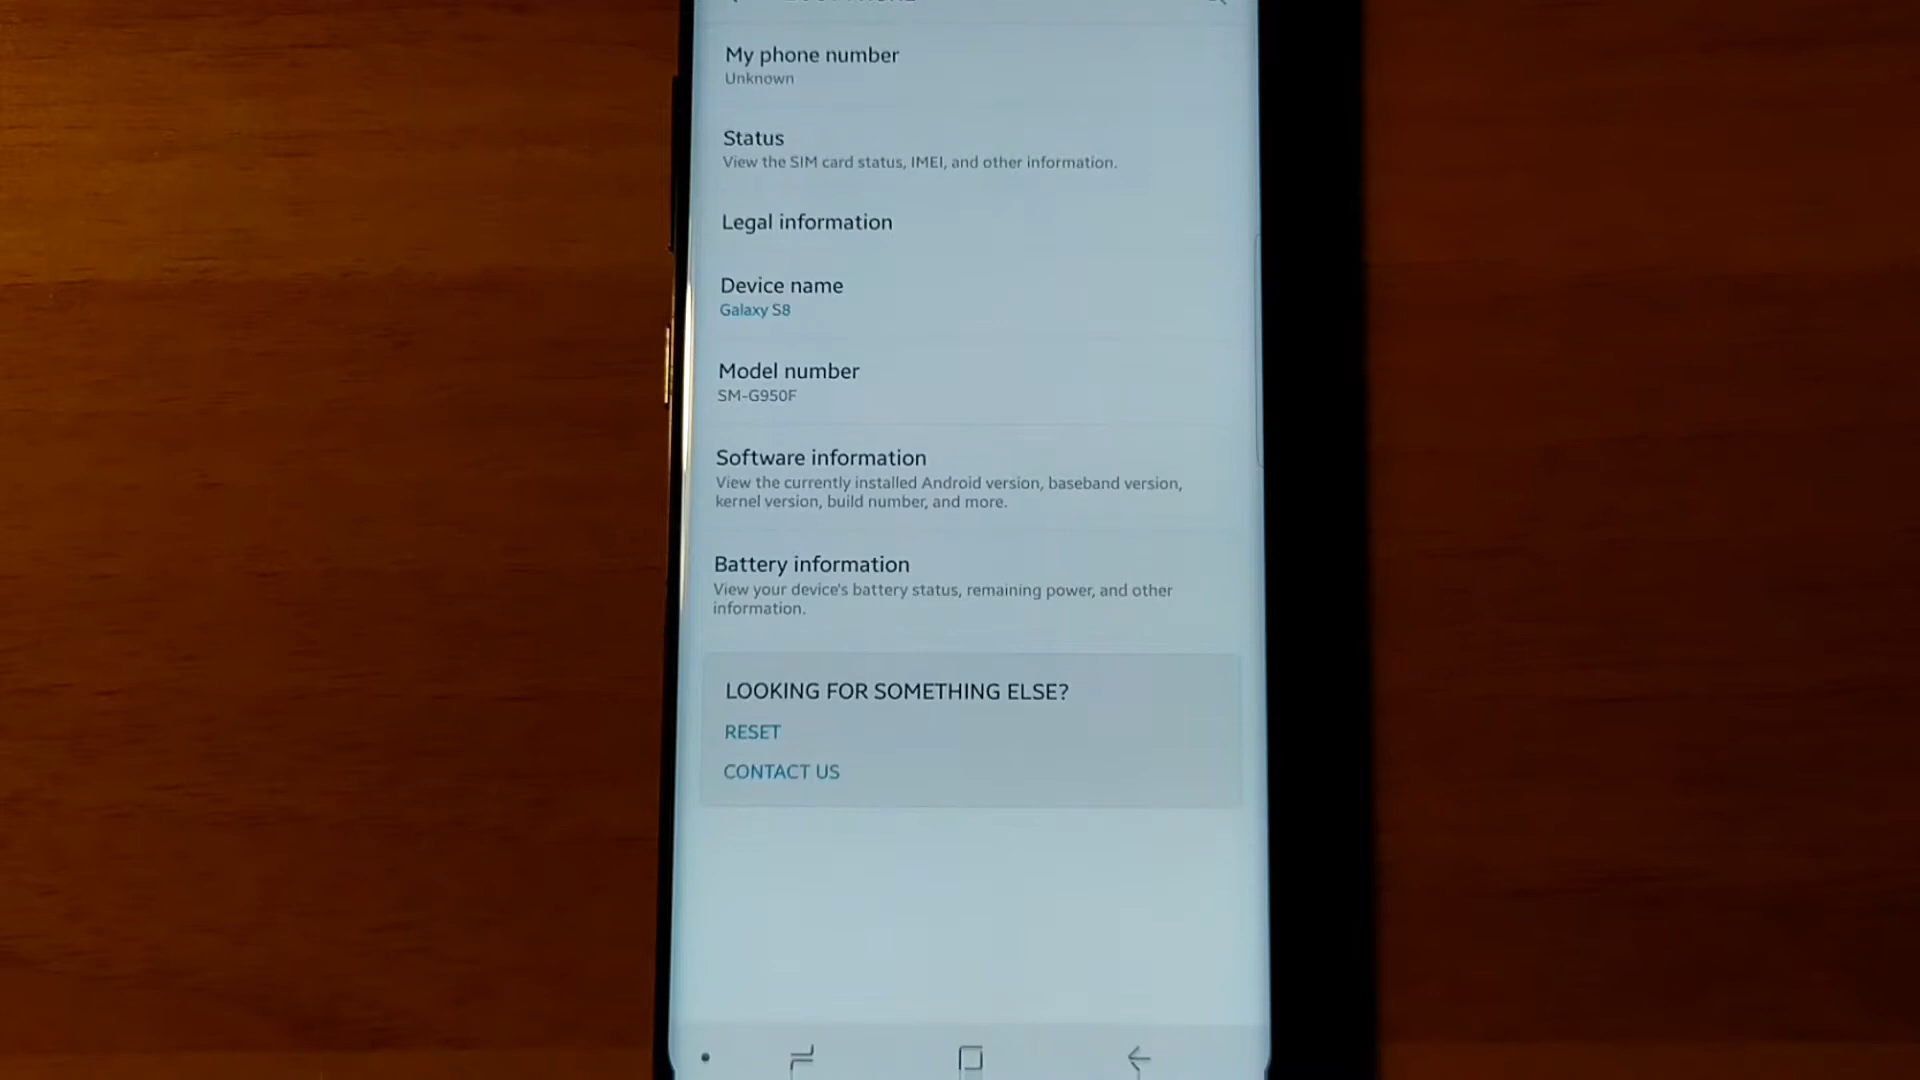 My phone number
Unknown
Status
View the SIM card status, IMEI, and other information.
Legal information
Device name
Galaxy S8
Model number
SM-G950F
Software information
View the currently installed Android version, baseband version,
kernel version, build number, and more.
Battery information
View your device's battery status, remaining power, and other
information.
LOOKING FOR SOMETHING ELSE?
RESET
CONTACT US